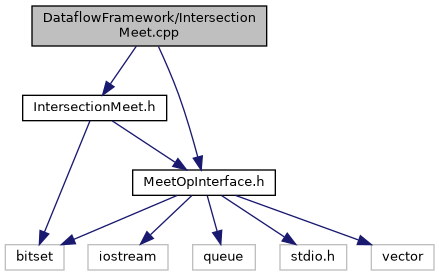 DataflowFramework/Intersection
Meet.cpp
IntersectionMeet.h
MeetOpInterface.h
bitset
iostream
queue
stdio.h
vector